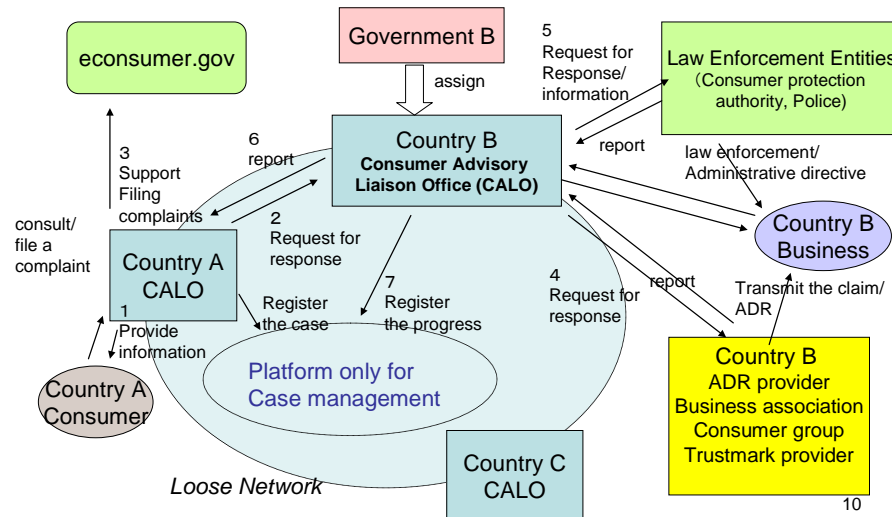 econsumer.gov
Government B
assign
5
Request for
Response/
information
Law Enforcement Entities
（Consumer protection
authority, Police)
report
law enforcement/
Administrative directive
Country B
Consumer Advisory
Liaison Office (CALO)
6
report
3
Support
Filing
complaints
2
Request for
response
consult/
file a
complaint
Country A
CALO
1
Provide
information
Country A
Consumer
Register
the case
7
Register
the progress
4
Request for
response
report
Country B
Business
Transmit the claim/
ADR
Platform only for
Case management
Country B
ADR provider
Business association
Consumer group
Trustmark provider
Country C
CALO
Loose Network
10